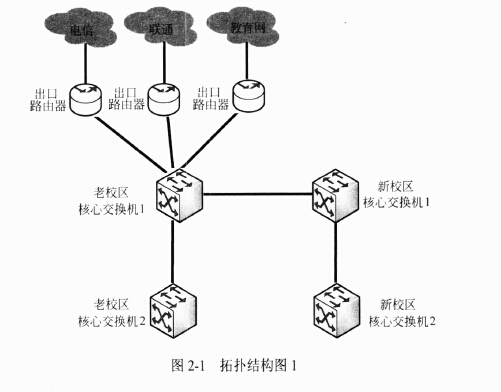 电信
联通
教育网
出口
路由器
出口
路由器
出口
路由器
老校区
核心交换机1
新校区
核心交换机1
老校区
核心交换机2
新校区
核心交换机2
图 2-1 拓扑结构图 1